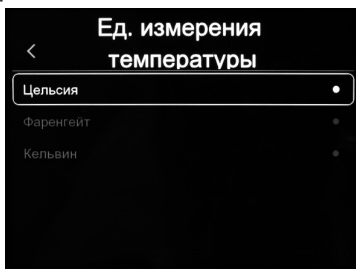 Ед. измерения
температуры
Цельсия
Фаренгейт
Кельвин